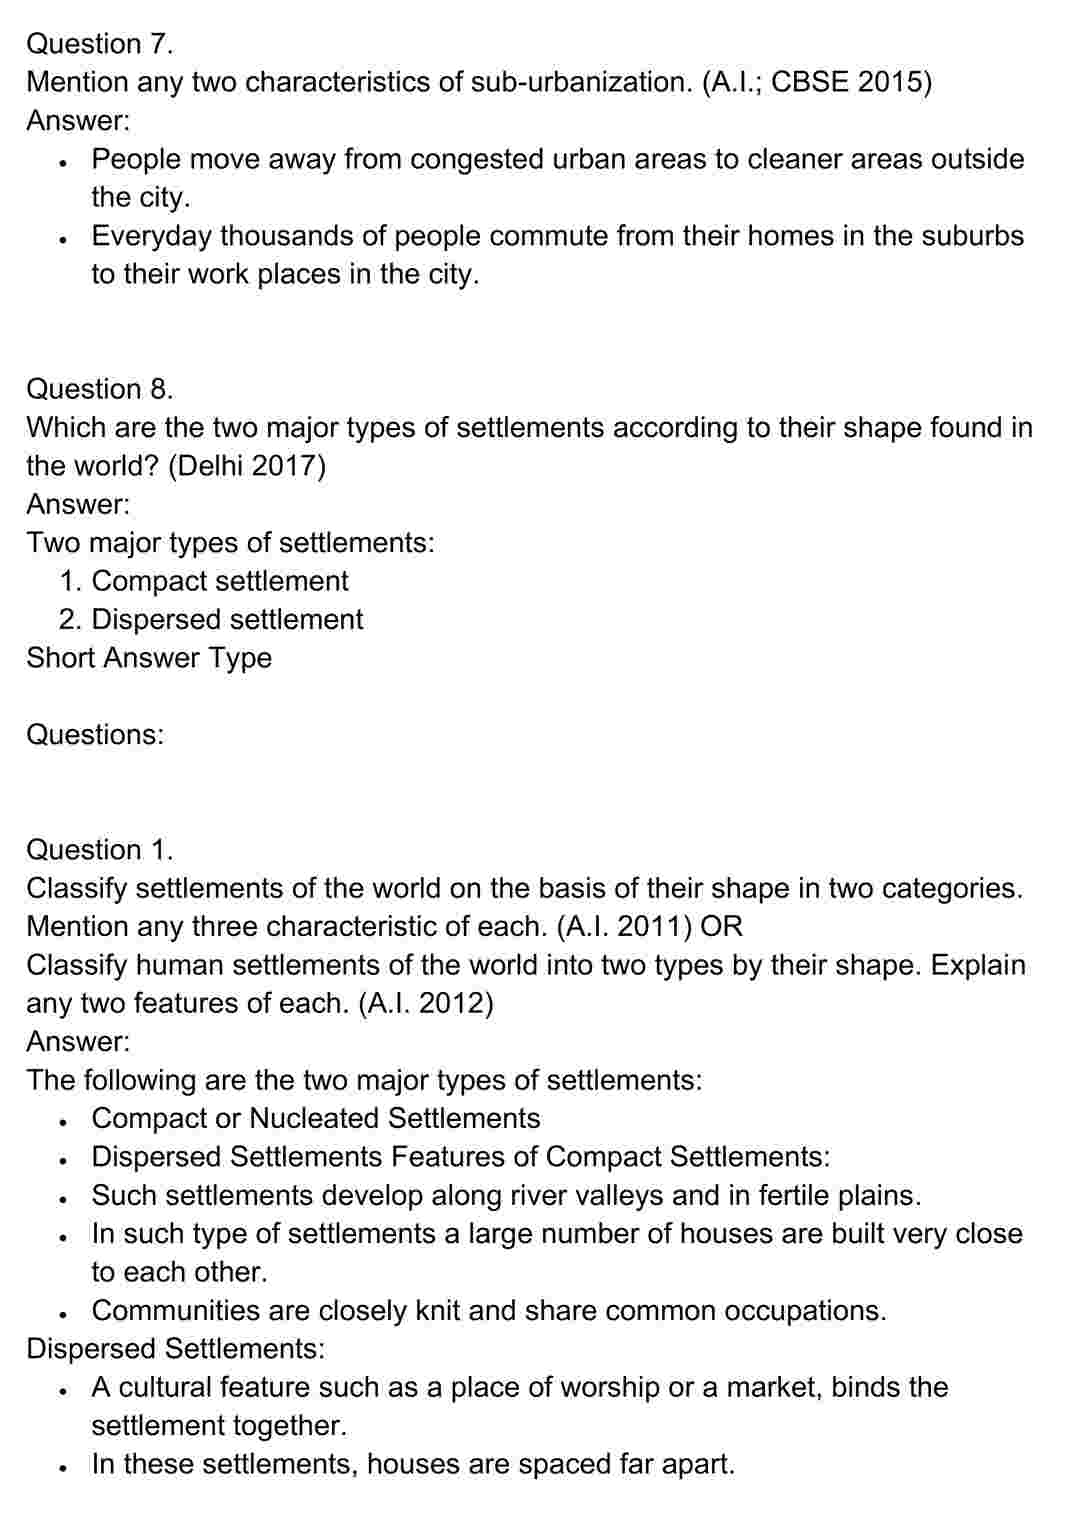 Question 7.
Mention any two characteristics of sub-urbanization. (A.I.; CBSE 2015)
Answer:
• People move away from congested urban areas to cleaner areas outside
the city.
• Everyday thousands of people commute from their homes in the suburbs
to their work places in the city.
Question 8.
Which are the two major types of settlements according to their shape found in
the world? (Delhi 2017)
Answer:
Two major types of settlements:
1. Compact settlement
2. Dispersed settlement
Short Answer Type
Questions:
Question 1.
Classify settlements of the world on the basis of their shape in two categories.
Mention any three characteristic of each. (A.I. 2011) OR
Classify human settlements of the world into two types by their shape. Explain
any two features of each. (A.I. 2012)
Answer:
The following are the two major types of settlements:
• Compact or Nucleated Settlements
• Dispersed Settlements Features of Compact Settlements:
• Such settlements develop along river valleys and in fertile plains.
• In such type of settlements a large number of houses are built very close
to each other.
• Communities are closely knit and share common occupations.
Dispersed Settlements:
• A cultural feature such as a place of worship or a market, binds the
settlement together.
• In these settlements, houses are spaced far apart.